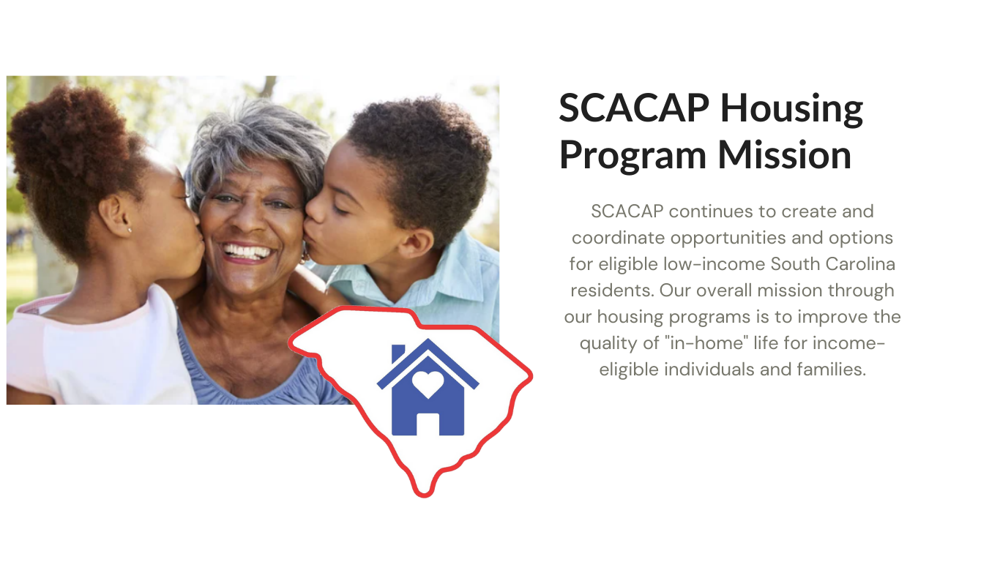 SCACAP Housing
Program Mission
SCACAP continues to create and
coordinate opportunities and options
for eligible low-income South Carolina
residents. Our overall mission through
our housing programs is to improve the
quality of "in-home" life for income-
eligible individuals and families.